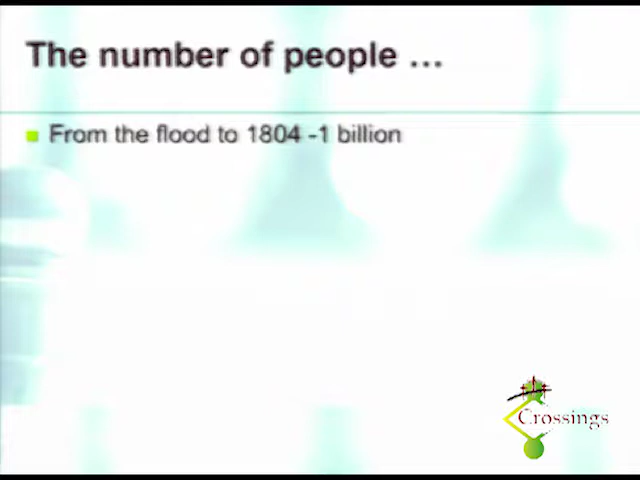 The number of people ...
From the flood to 1804 -1 billion
Crossings